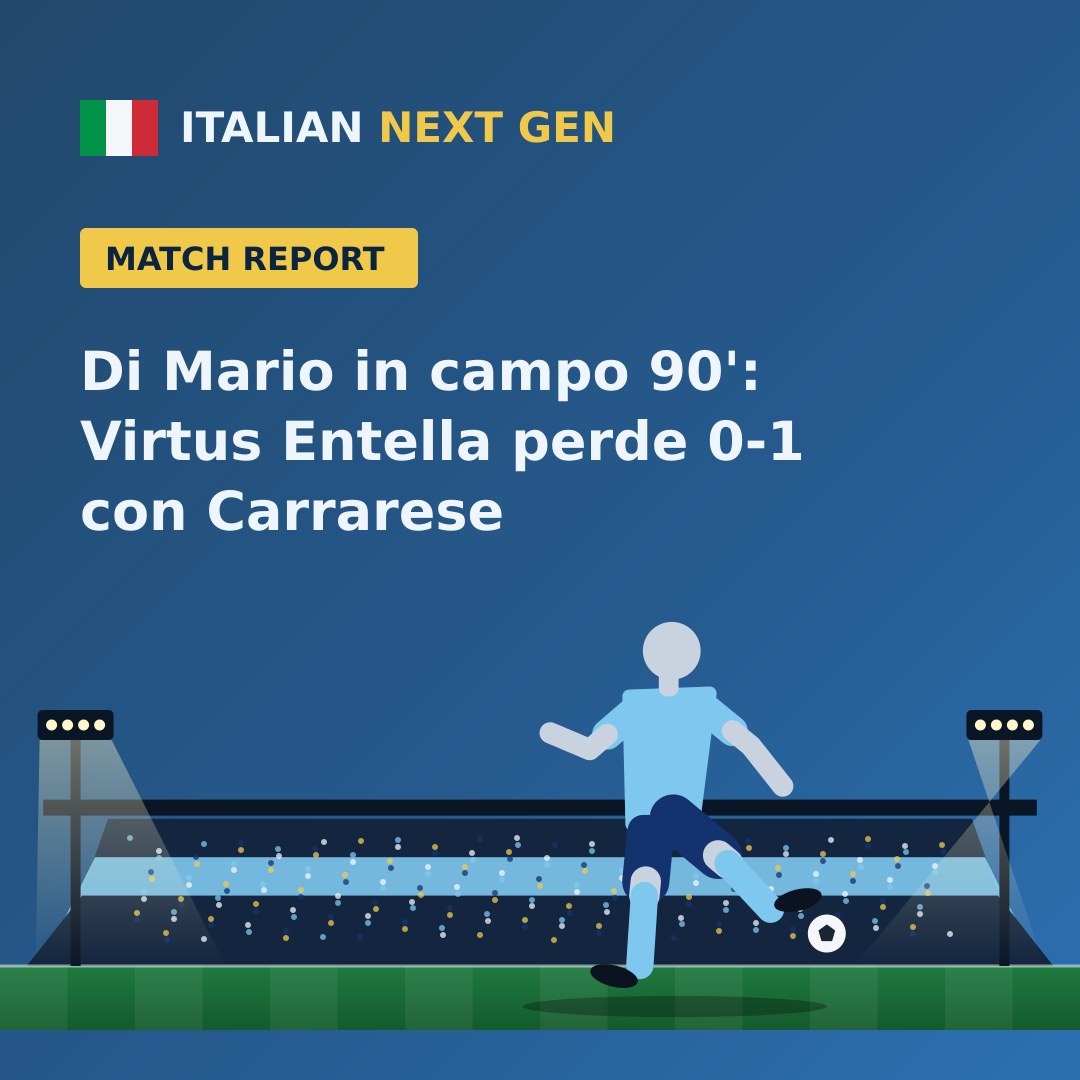 ITALIAN NEXT GEN
MATCH REPORT
Di Mario in campo 90':
Virtus Entella perde 0-1
con Carrarese